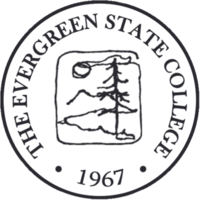 THE EVERGREEN STATE COLLEGE
• 1967 •